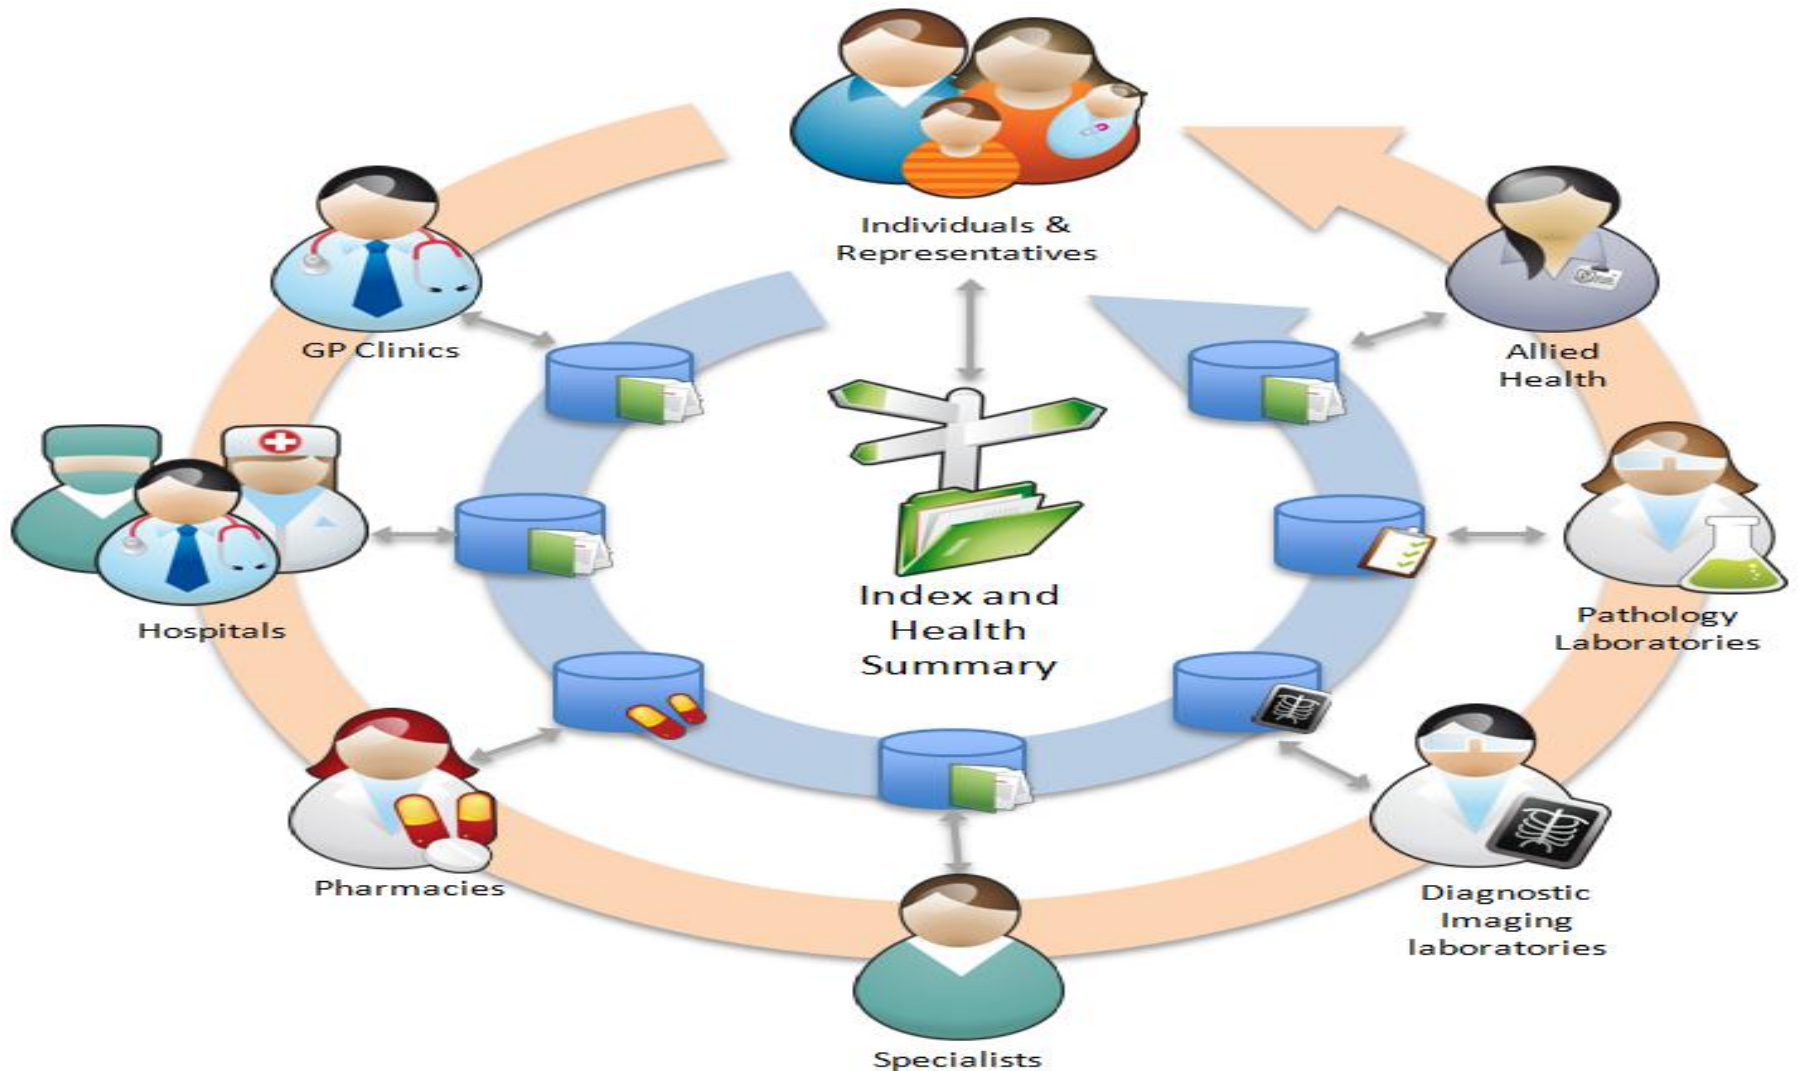 Individuals &
Representatives
GP Clinics
Allied
Health
Hospitals
Index and
Health
Summary
Pathology
Laboratories
Pharmacies
Diagnostic
Imaging
laboratories
Specialists